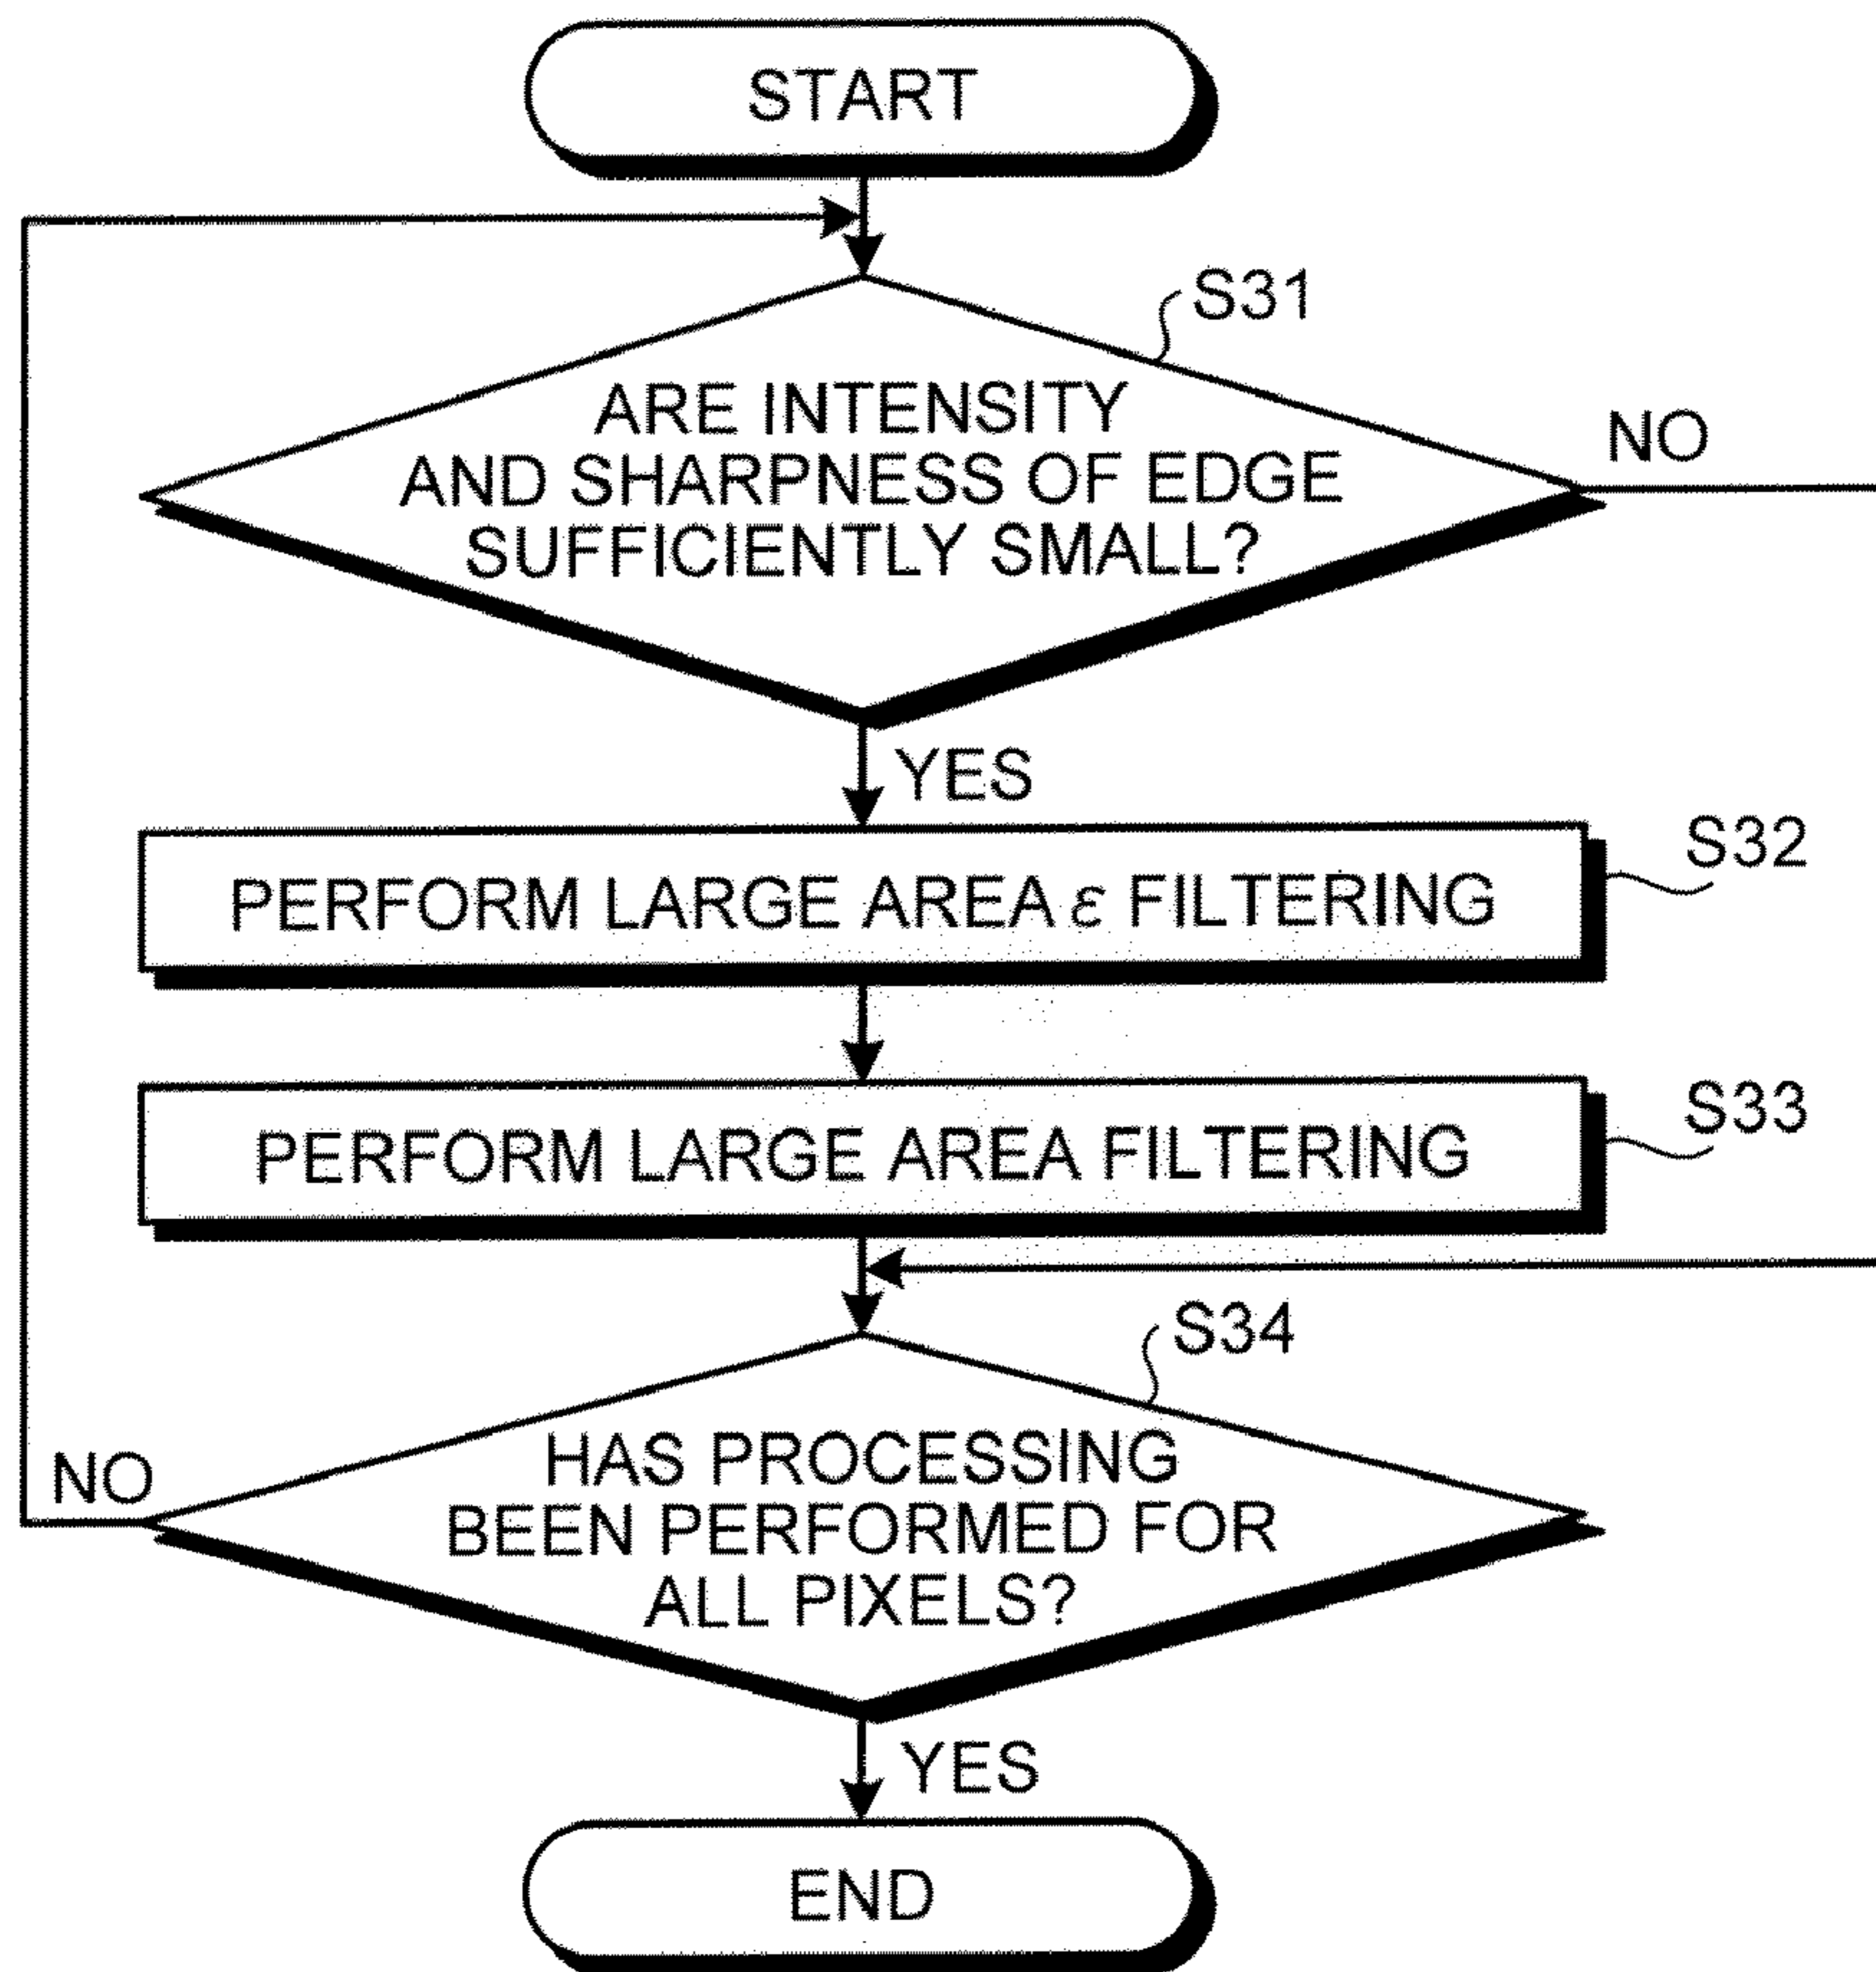 START
S31
ARE INTENSITY
AND SHARPNESS OF EDGE
SUFFICIENTLY SMALL?
NO
YES
S32
PERFORM LARGE AREA ε FILTERING
S33
PERFORM LARGE AREA FILTERING
S34
HAS PROCESSING
BEEN PERFORMED FOR
ALL PIXELS?
NO
YES
END